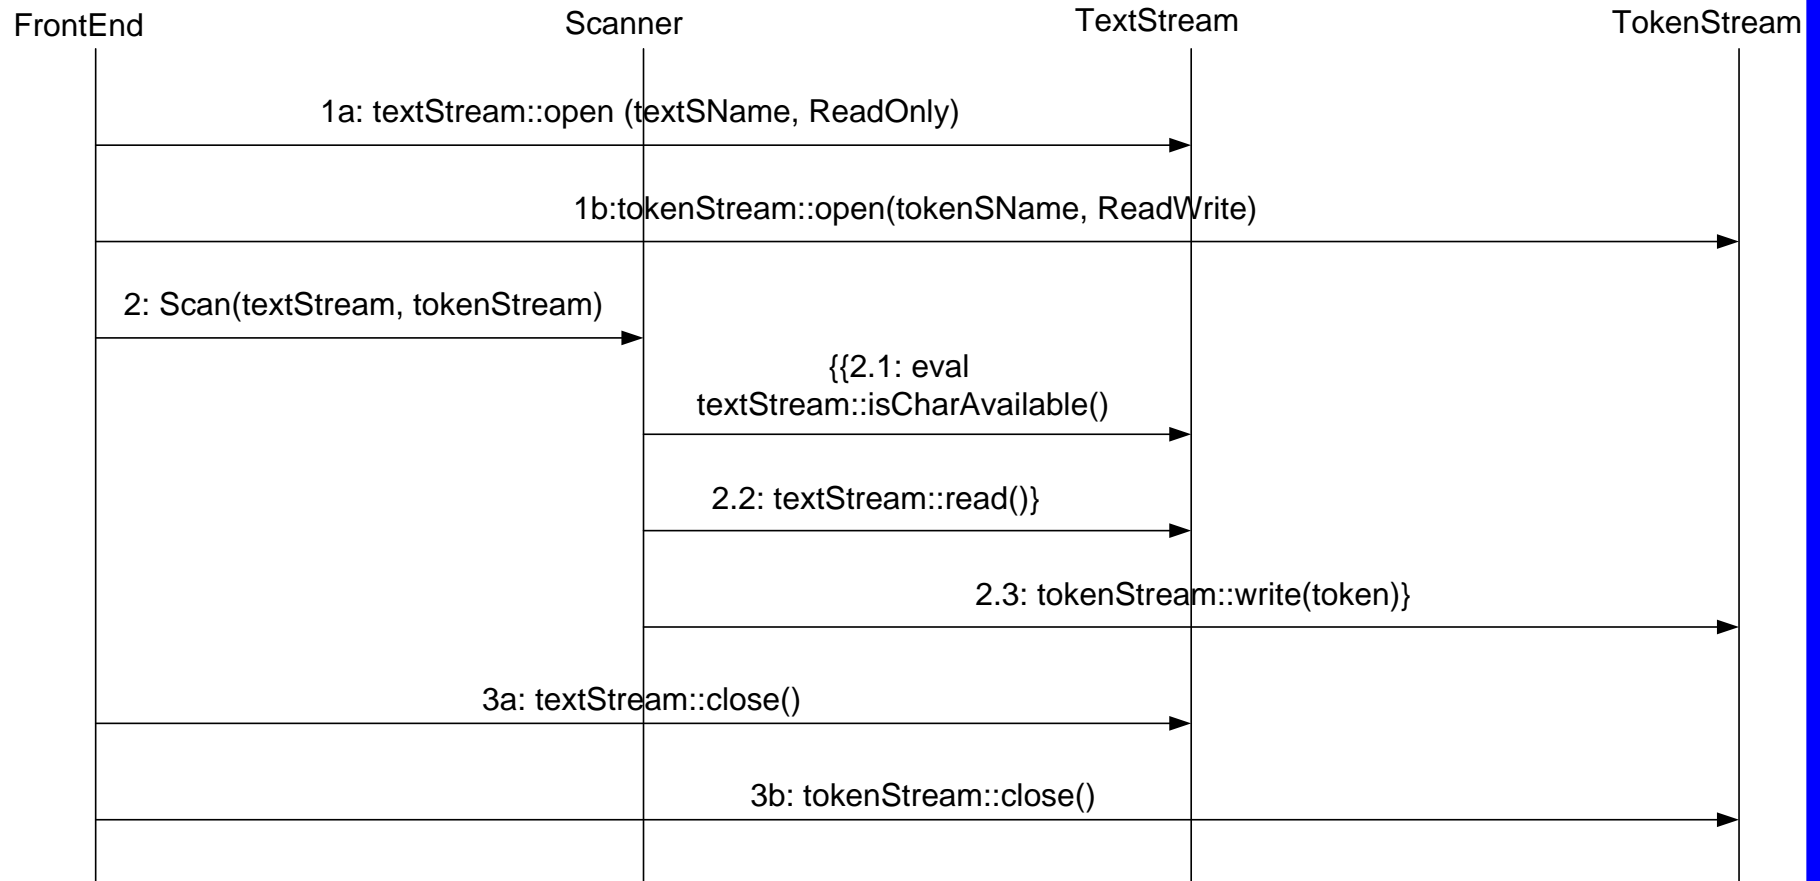 FrontEnd
Scanner
TextStream
TokenStream
1a: textStream::open (textSName, ReadOnly)
1b:tokenStream::open(tokenSName, ReadWrite)
2: Scan(textStream, tokenStream)
{{2.1: eval
textStream::isCharAvailable()
2.2: textStream::read()}
2.3: tokenStream::write(token)}
3a: textStream::close()
3b: tokenStream::close()